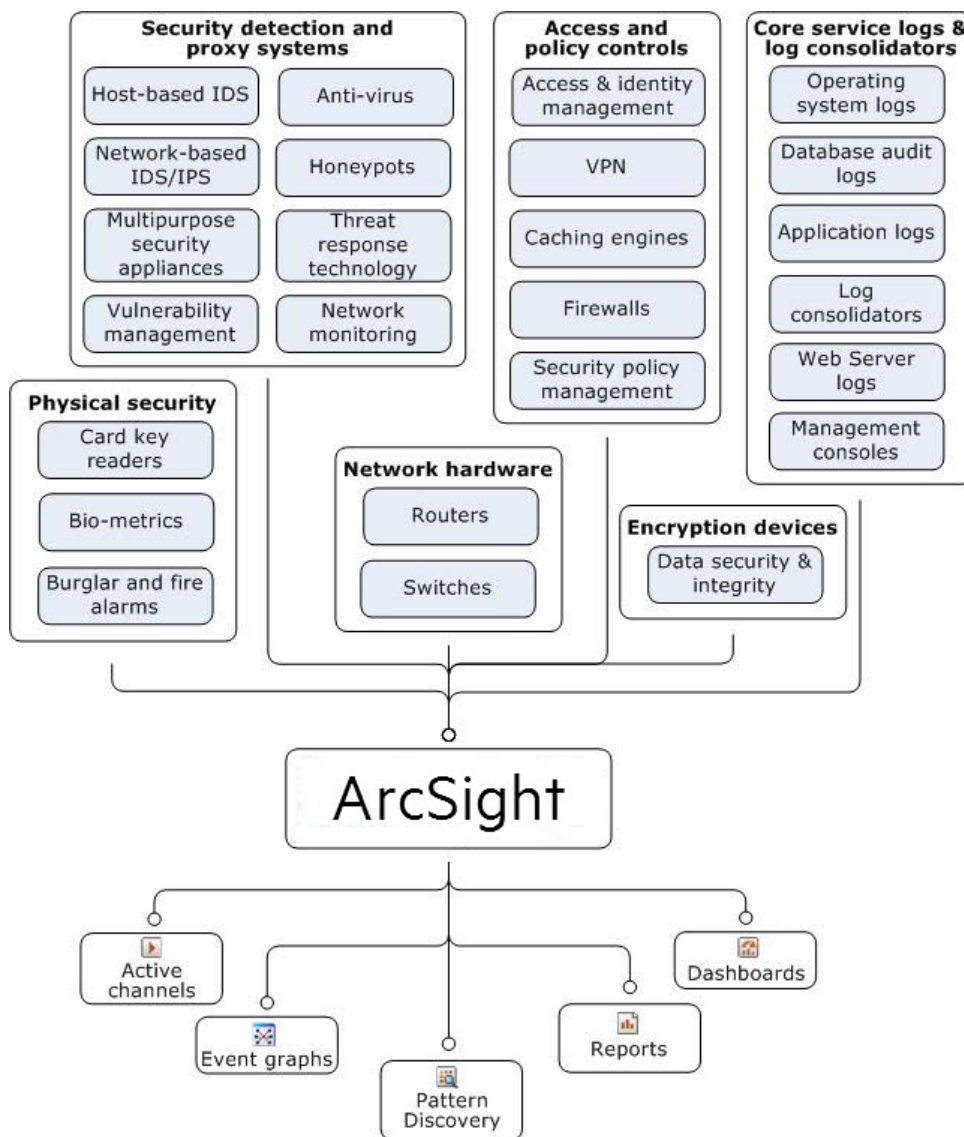 Security detection and
proxy systems
Host-based IDS
Anti-virus
Network-based
IDS/IPS
Honeypots
Multipurpose
security
appliances
Threat
response
technology
Vulnerability
management
Network
monitoring
Access and
policy controls
Access & identity
management
VPN
Caching engines
Firewalls
Security policy
management
Core service logs &
log consolidators
Operating
system logs
Database audit
logs
Application logs
Log
consolidators
Web Server
logs
Management
consoles
Physical security
Card key
readers
Bio-metrics
Burglar and fire
alarms
Network hardware
Routers
Switches
Encryption devices
Data security &
integrity
ArcSight
Active
channels
Event graphs
Pattern
Discovery
Reports
Dashboards